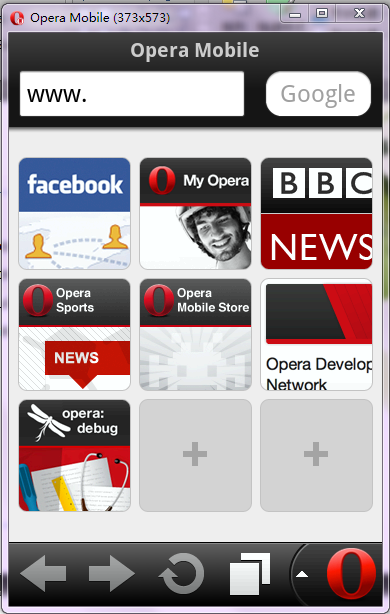 Opera Mobile (373x573)
Opera Mobile
www.
Google
facebook
My Opera
BBC
NEWS
Opera
Sports
NEWS
Opera
Mobile Store
Opera Develop
Network
opera:
debug